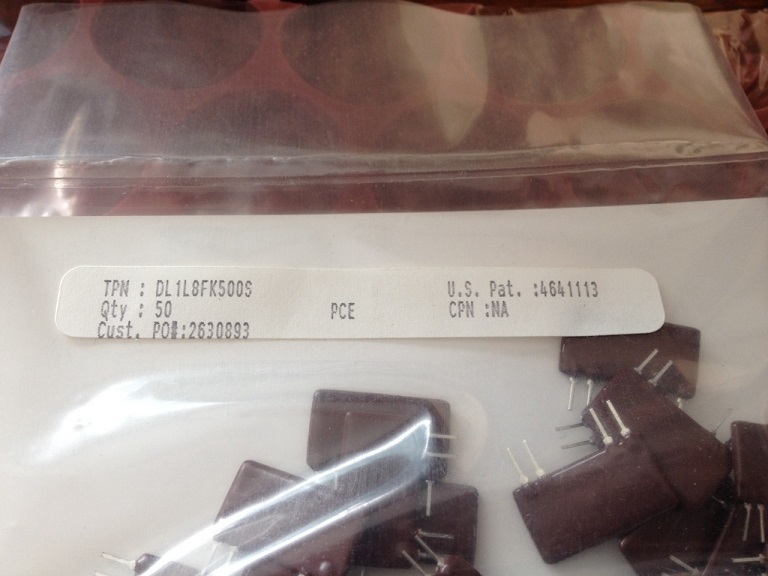 TPN : DL1L8FK500S U.S. Pat. :4641113
Qty : 50 PCE CPN :NA
Cust. PO#:2630893